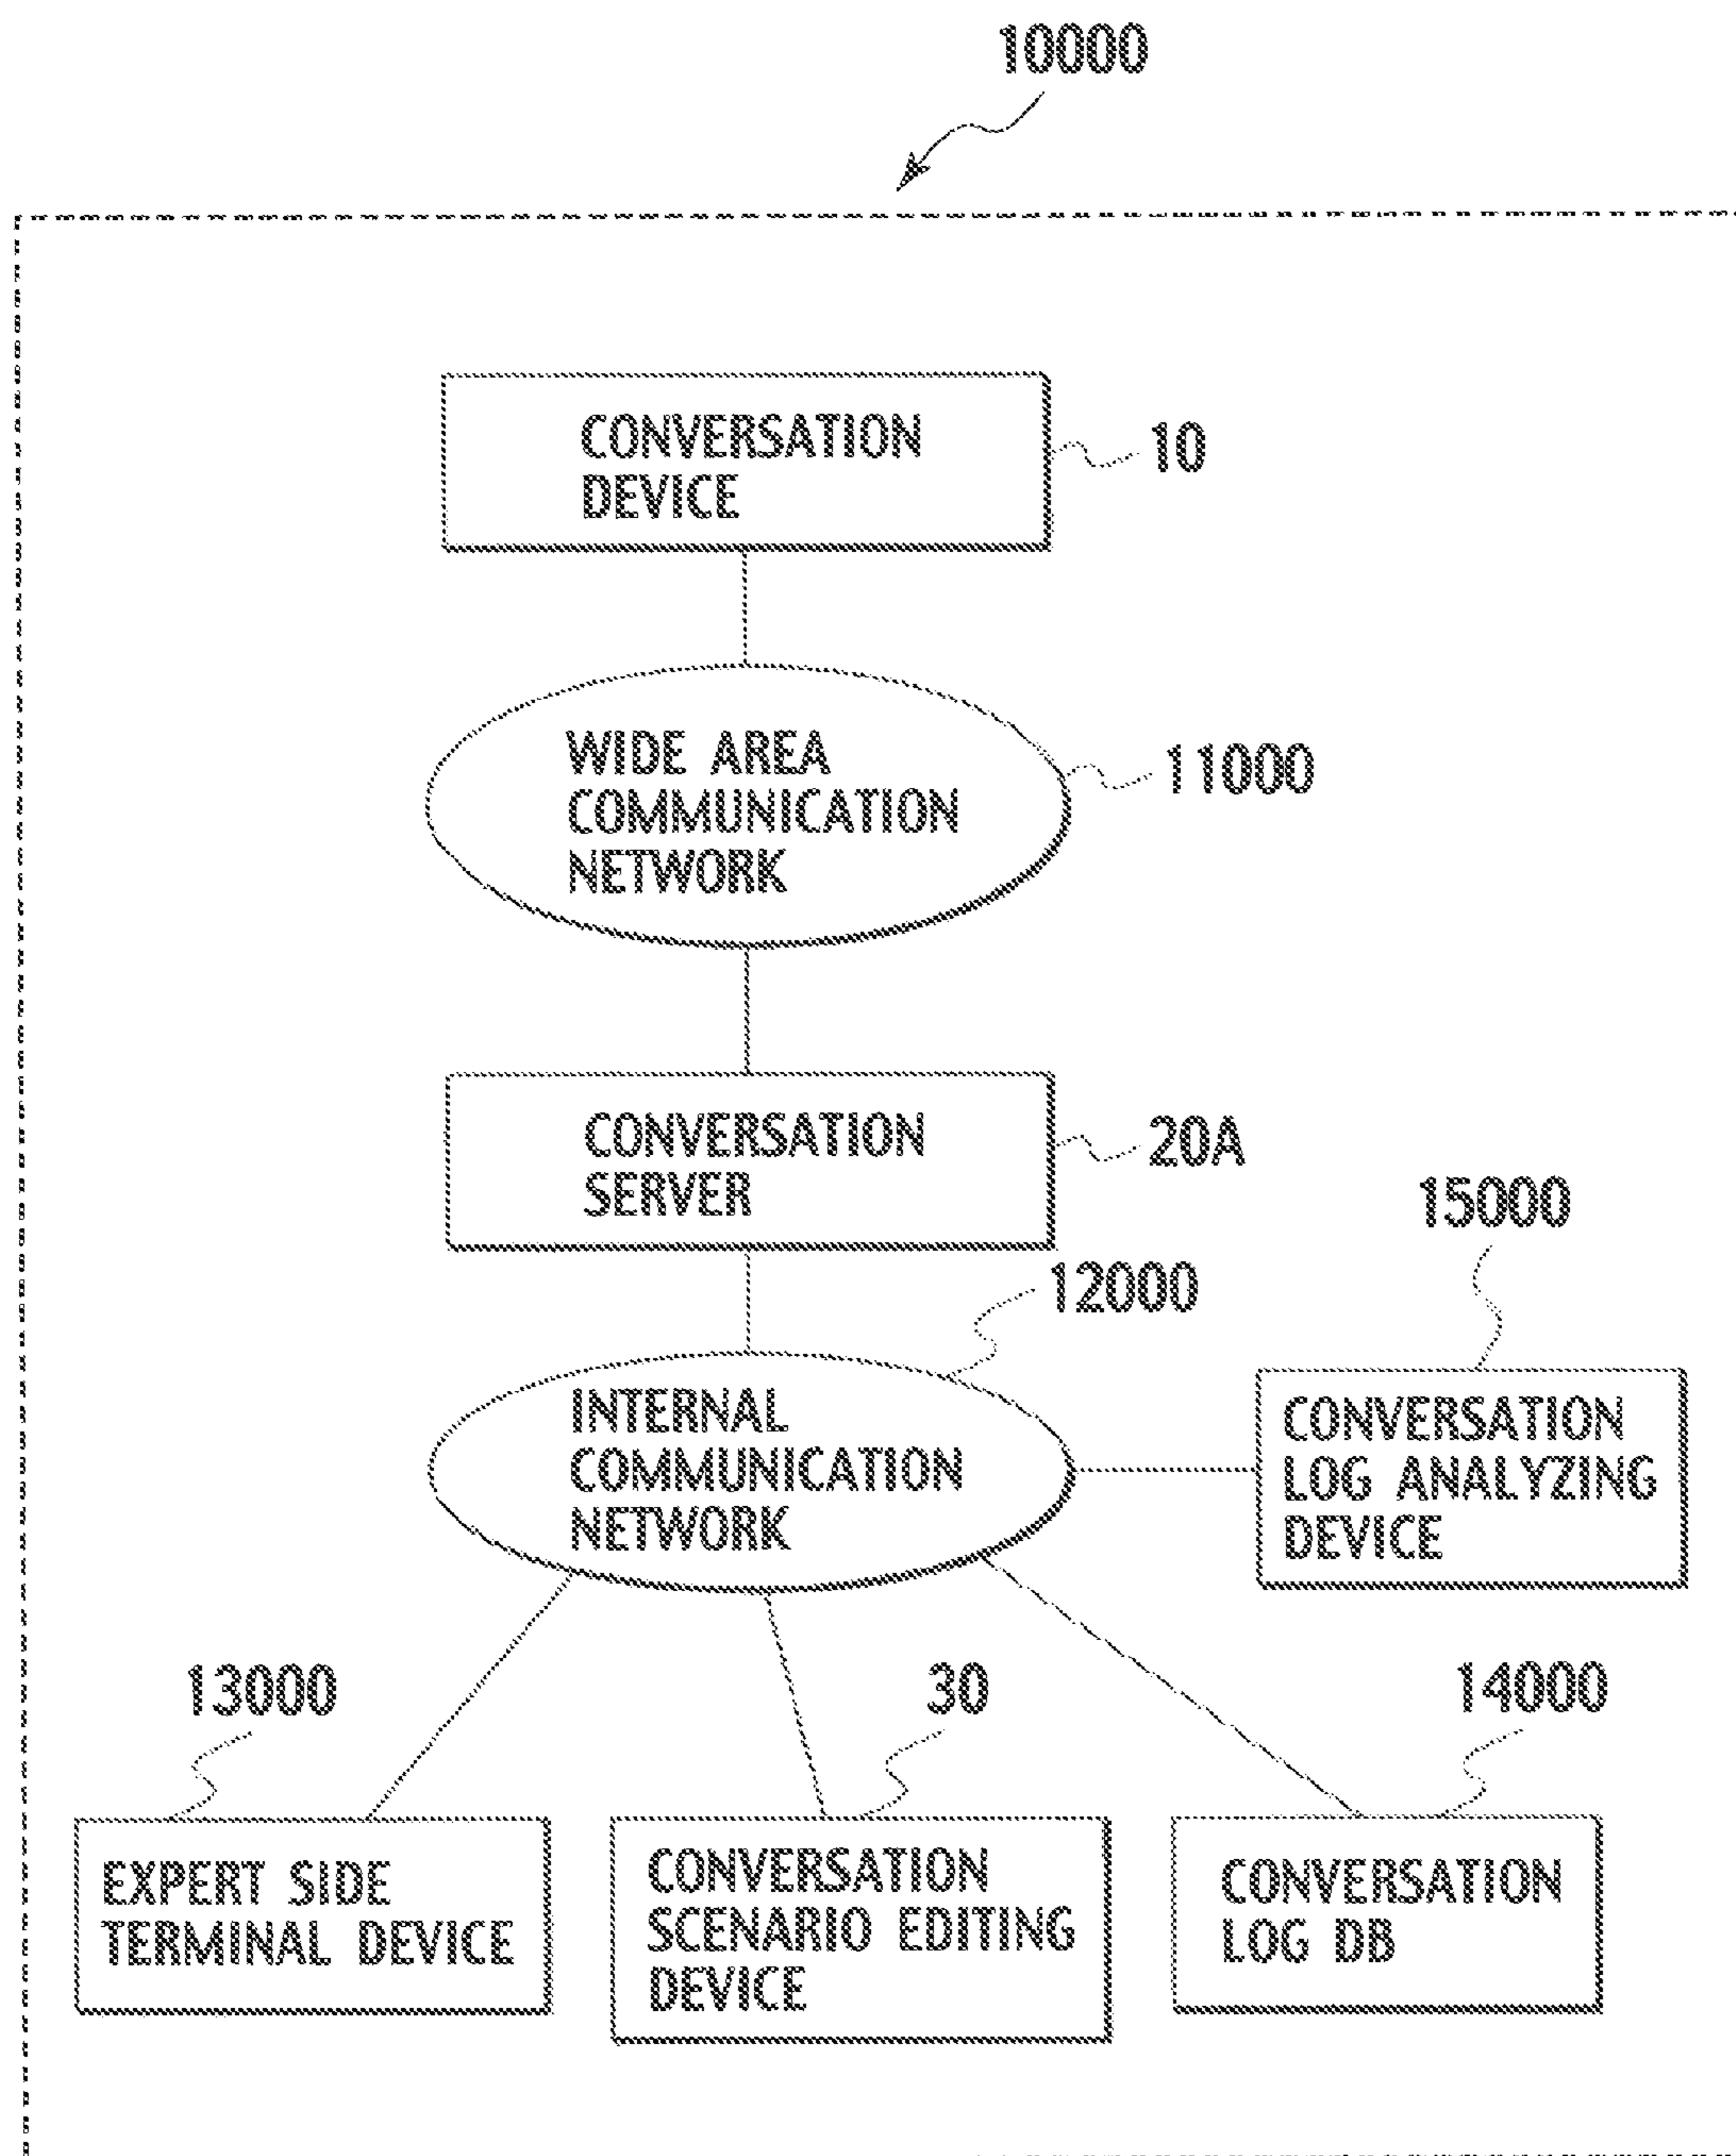 10000
CONVERSATION
DEVICE
10
WIDE AREA
COMMUNICATION
NETWORK
11000
CONVERSATION
SERVER
20A
15000
12000
INTERNAL
COMMUNICATION
NETWORK
CONVERSATION
LOG ANALYZING
DEVICE
13000
30
14000
EXPERT SIDE
TERMINAL DEVICE
CONVERSATION
SCENARIO EDITING
DEVICE
CONVERSATION
LOG DB